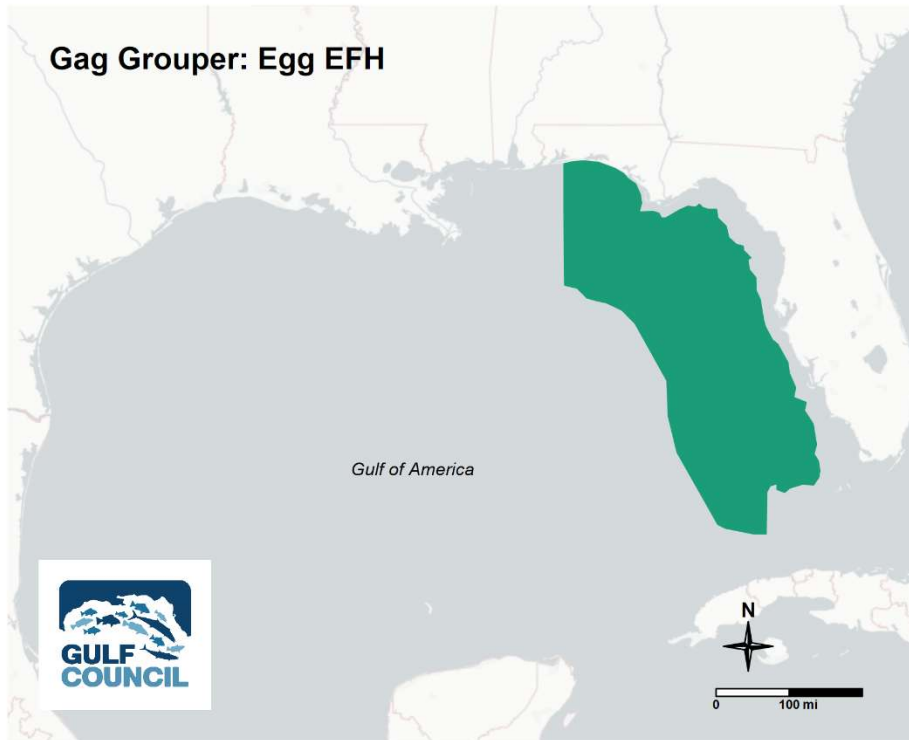 Gag Grouper: Egg EFH
Gulf of America
GULF
COUNCIL
N
0 100 mi